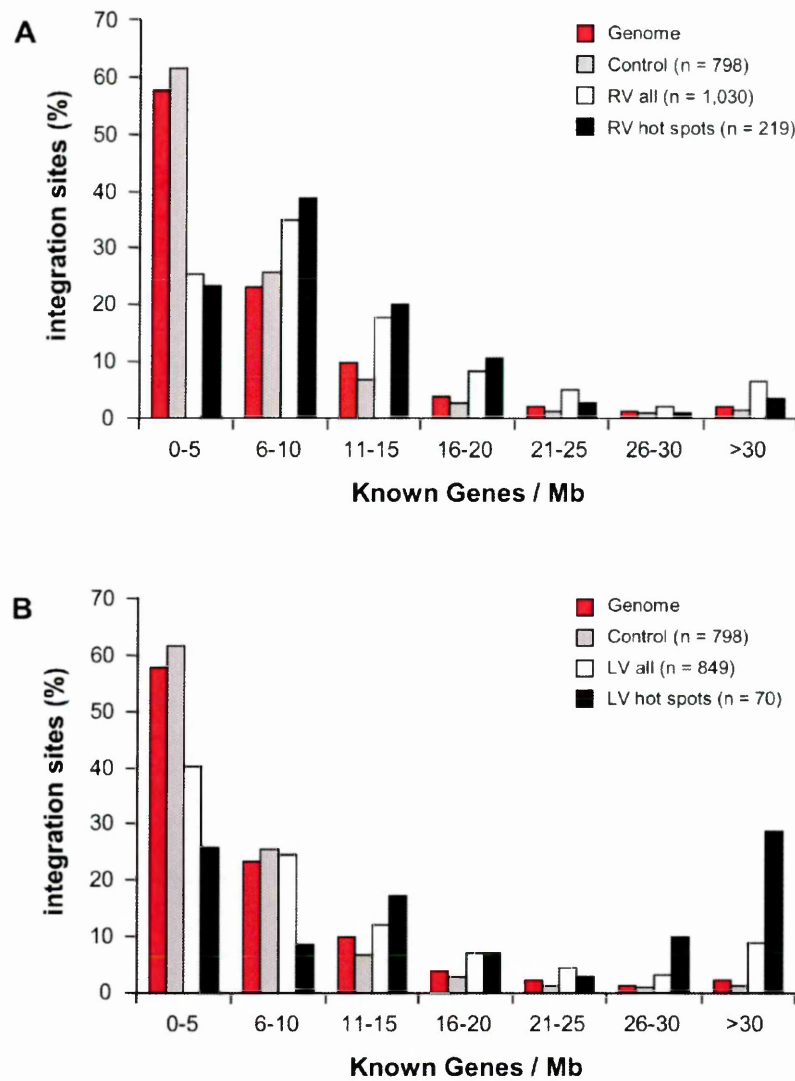 A
integration sites (%)
70
60
50
40
30
20
10
0
Genome
Control (n = 798)
RV all (n = 1,030)
RV hot spots (n = 219)
0-5 6-10 11-15 16-20 21-25 26-30 >30
Known Genes / Mb
B
integration sites (%)
70
60
50
40
30
20
10
0
Genome
Control (n = 798)
LV all (n = 849)
LV hot spots (n = 70)
0-5 6-10 11-15 16-20 21-25 26-30 >30
Known Genes / Mb